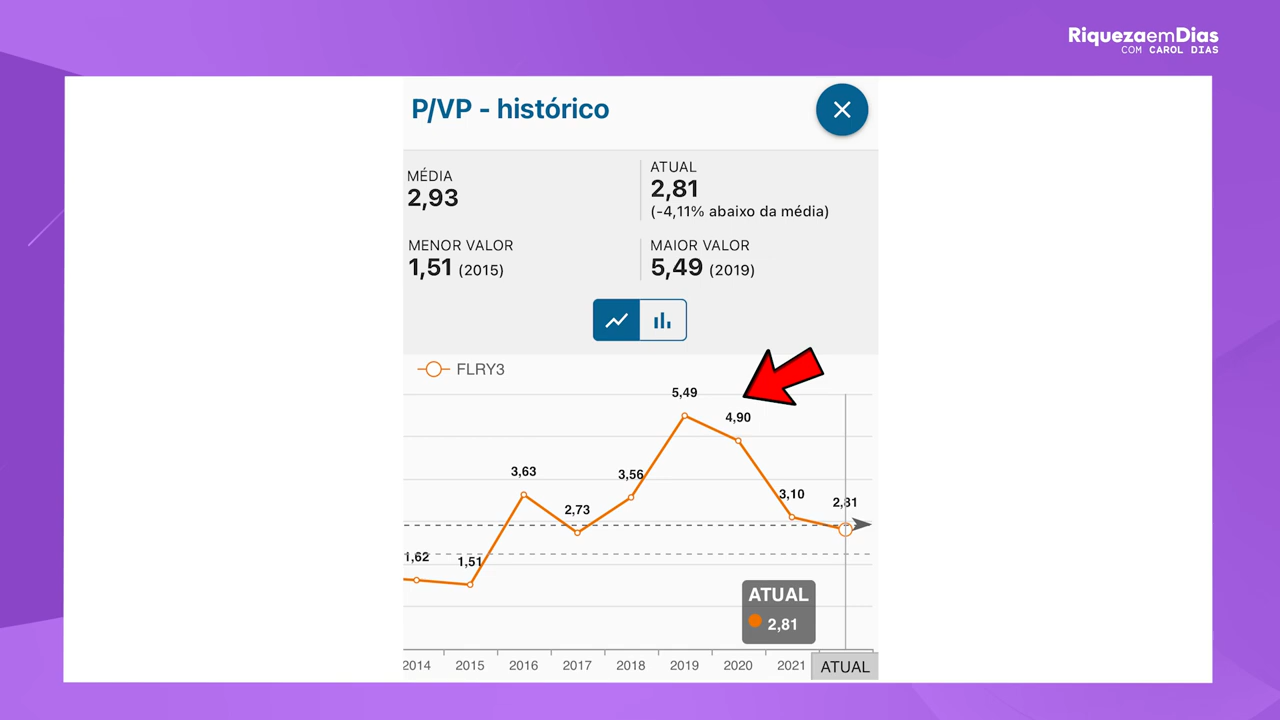 RiquezaemDias
COM CAROL DIAS
P/VP - histórico
MÉDIA
2,93
ATUAL
2,81
(-4,11% abaixo da média)
MENOR VALOR
1,51 (2015)
MAIOR VALOR
5,49 (2019)
FLRY3
5,49
4,90
3,63
3,56
2,73
3,10
2,81
1,62
1,51
ATUAL
2,81
2014 2015 2016 2017 2018 2019 2020 2021 ATUAL